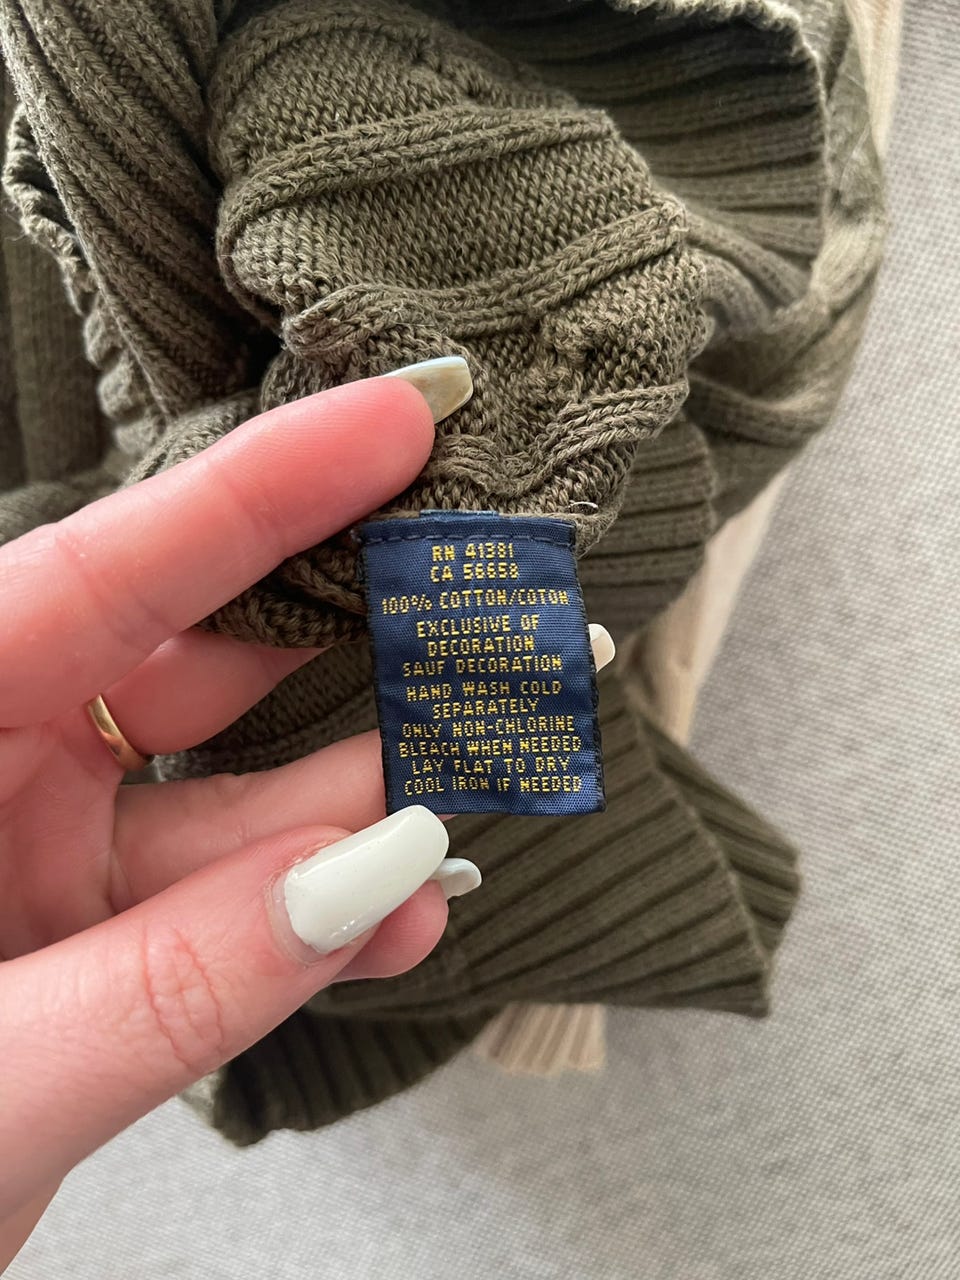 RN 41381
CA 56658
100% COTTON/COTON
EXCLUSIVE OF
DECORATION
SAUF DECORATION
HAND WASH COLD
SEPARATELY
ONLY NON-CHLORINE
BLEACH WHEN NEEDED
LAY FLAT TO DRY
COOL IRON IF NEEDED